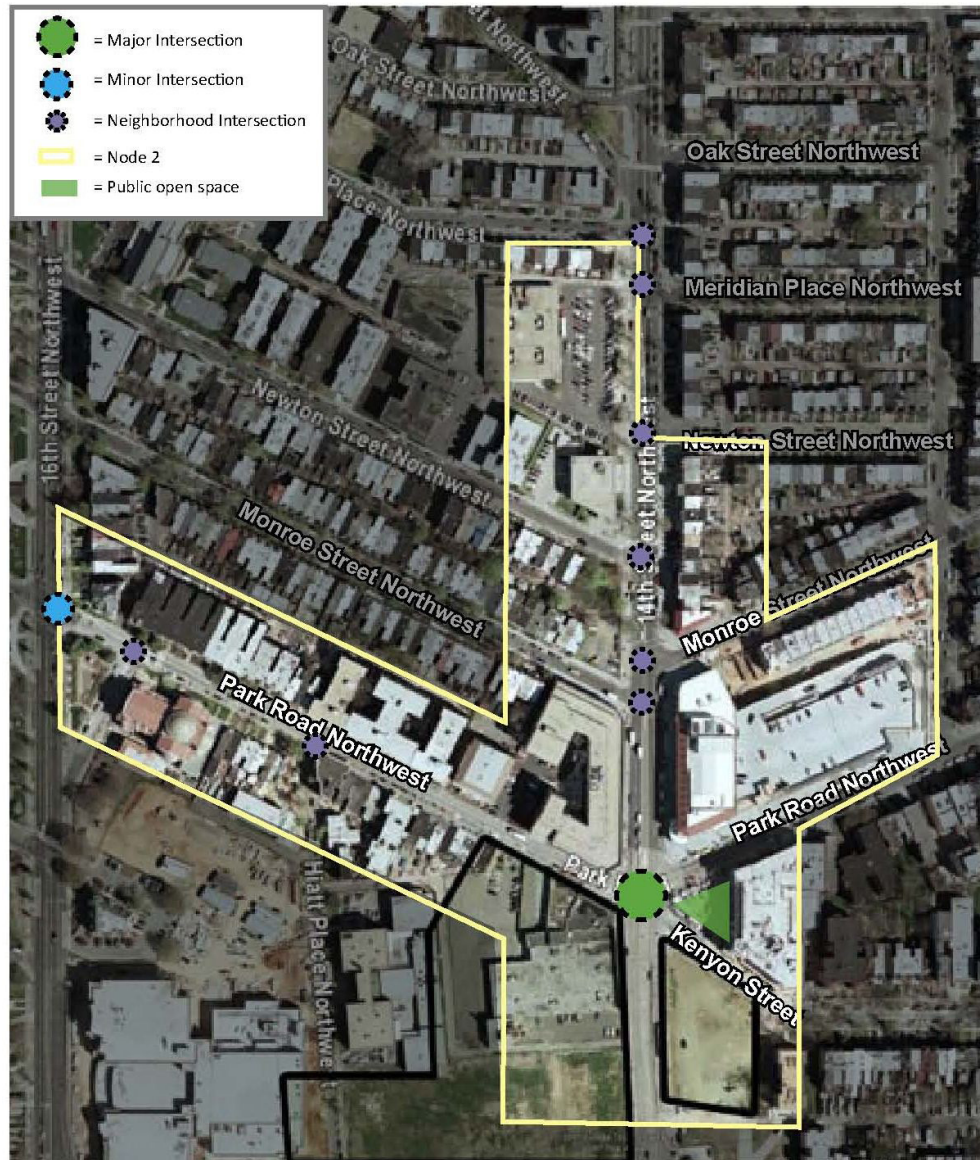 = Major Intersection
= Minor Intersection
= Neighborhood Intersection
= Node 2
= Public open space
Street Northwest
Oak Street Northwest
Oak Street Northwest
Place Northwest
Meridian Place Northwest
16th Street Northwest
Newton Street Northwest
Newton Street Northwest
14th Street Northwest
Monroe Street Northwest
Monroe Street Northwest
Park Road Northwest
Park Road Northwest
Park
Kenyon Street
Hiatt Place Northwest